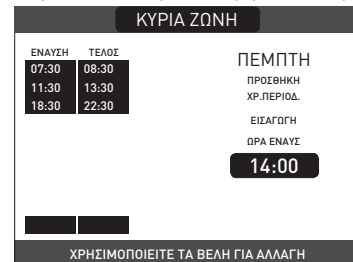 ΚΥΡΙΑ ΖΩΝΗ
ΕΝΑΥΣΗ ΤΕΛΟΣ
07:30 08:30
11:30 13:30
18:30 22:30
ΠΕΜΠΤΗ
ΠΡΟΣΘΗΚΗ
ΧΡ.ΠΕΡΙΟΔ.
ΕΙΣΑΓΩΓΗ
ΩΡΑ ΕΝΑΥΣ
14:00
ΧΡΗΣΙΜΟΠΟΙΕΙΤΕ ΤΑ ΒΕΛΗ ΓΙΑ ΑΛΛΑΓΗ